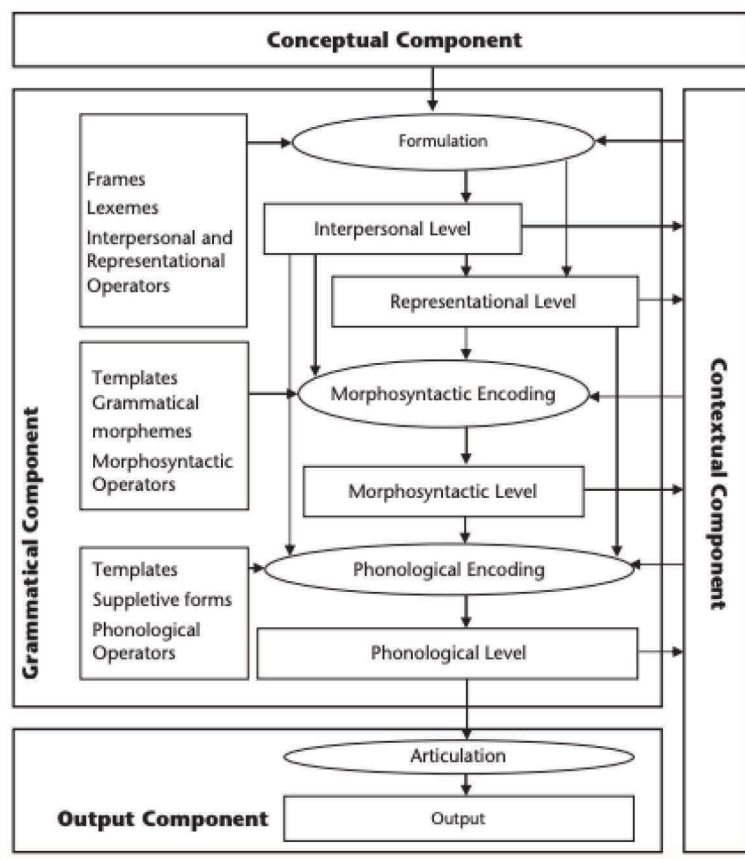 Conceptual Component
Formulation
Frames
Lexemes
Interpersonal and
Representational
Operators
Interpersonal Level
Representational Level
Templates
Grammatical
morphemes
Morphosyntactic
Operators
Morphosyntactic Encoding
Morphosyntactic Level
Templates
Suppletive forms
Phonological
Operators
Phonological Encoding
Phonological Level
Grammatical Component
Contextual Component
Articulation
Output Component
Output